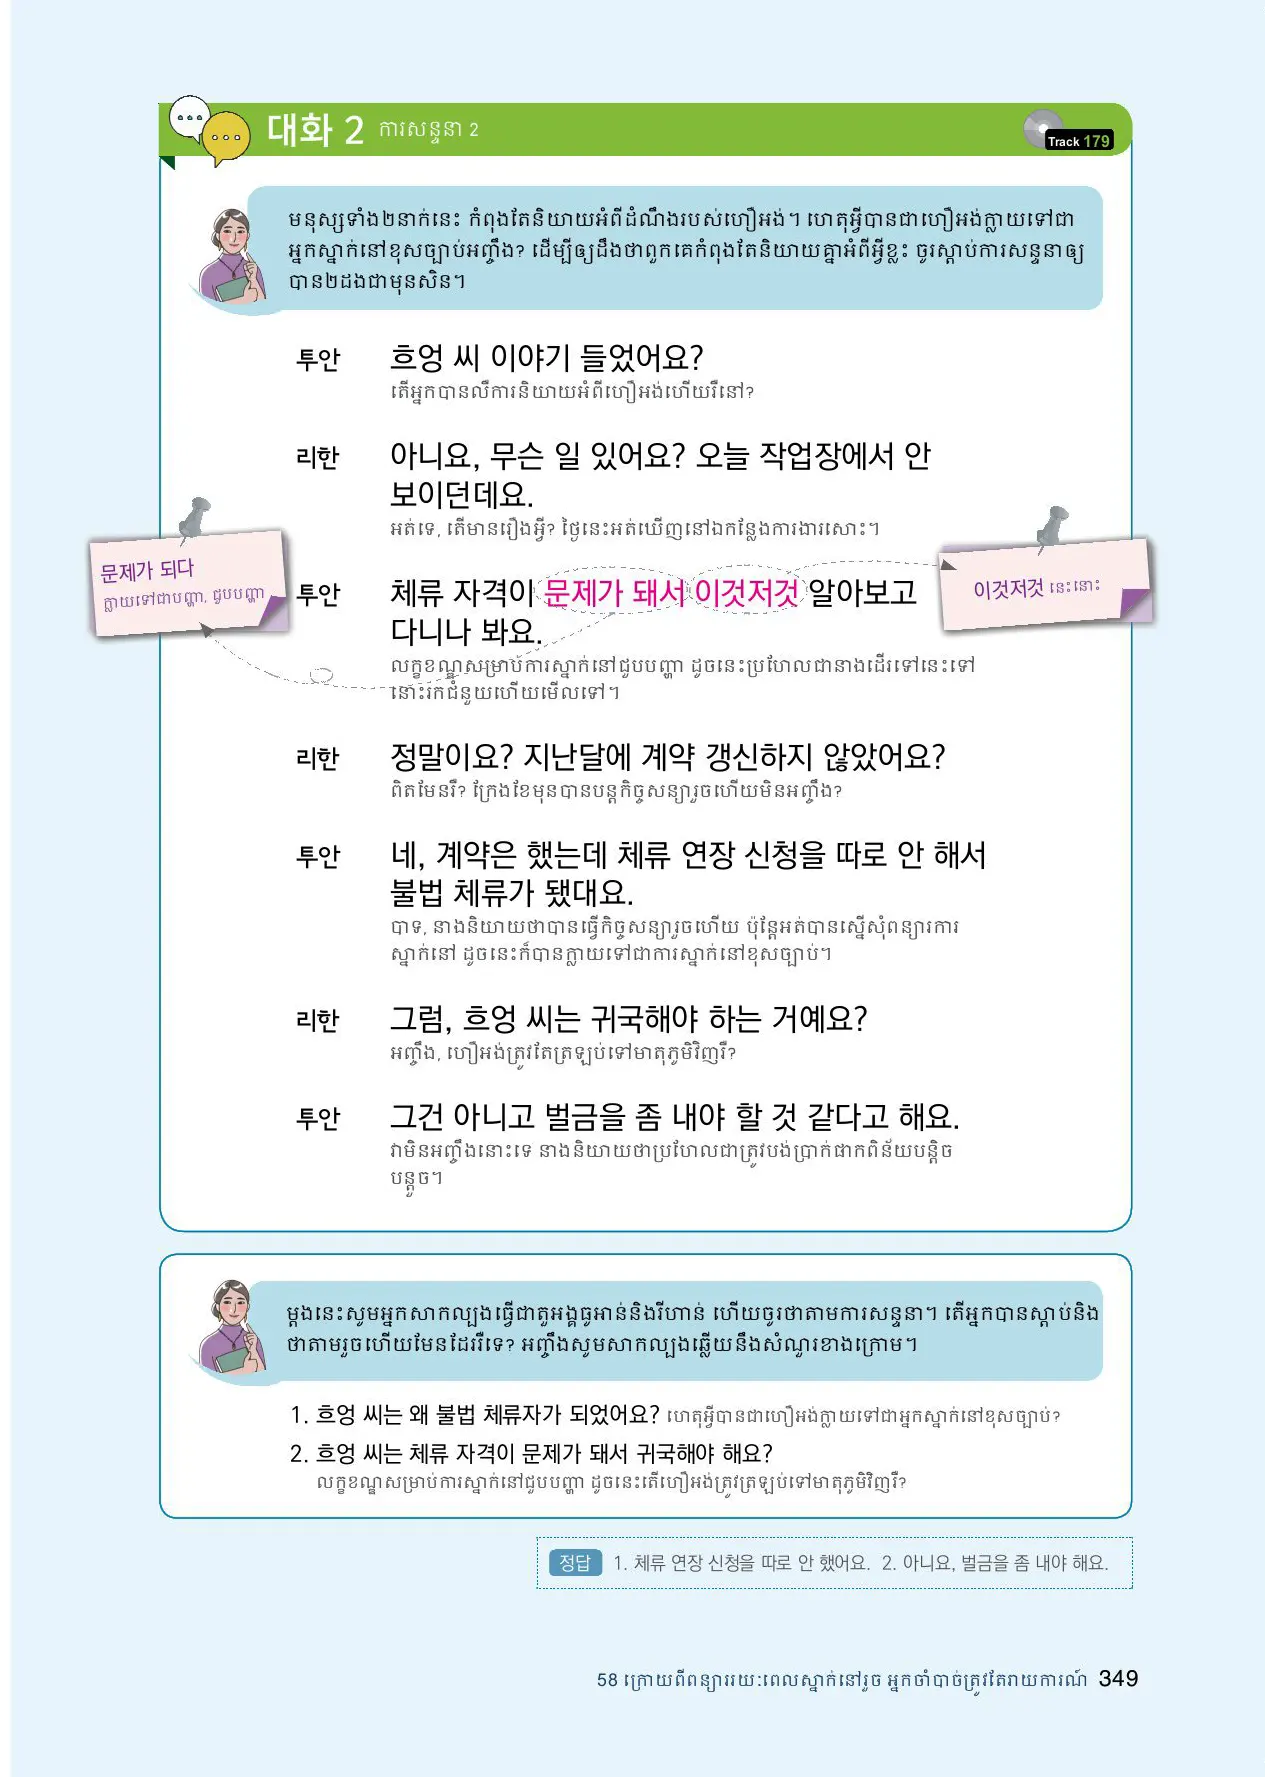 대화 2 ការសន្ទនា 2
Track 179
មនុស្សទាំង២នាក់នេះ កំពុងតែនិយាយអំពីដំណឹងរបស់ហឿអង់។ ហេតុអ្វីបានជាហឿអង់ក្លាយទៅជា
អ្នកស្នាក់នៅខុសច្បាប់អញ្ចឹង? ដើម្បីឲ្យដឹងថាពួកគេកំពុងតែនិយាយគ្នាអំពីអ្វីខ្លះ ចូរស្តាប់ការសន្ទនាឲ្យ
បាន២ដងជាមុនសិន។
투안 흐엉 씨 이야기 들었어요?
តើអ្នកបានលឺការនិយាយអំពីហឿអង់ហើយរឺនៅ?
리한 아니요, 무슨 일 있어요? 오늘 작업장에서 안
보이던데요.
អត់ទេ, តើមានរឿងអ្វី? ថ្ងៃនេះអត់ឃើញនៅឯកន្លែងការងារសោះ។
문제가 되다
ក្លាយទៅជាបញ្ហា, ជួបបញ្ហា
투안 체류 자격이 문제가 돼서 이것저것 알아보고
다니나 봐요.
이것저것 នេះនោះ
លក្ខខណ្ឌសម្រាប់ការស្នាក់នៅជួបបញ្ហា ដូចនេះប្រហែលជានាងដើរទៅនេះទៅ
នោះរកជំនួយហើយមើលទៅ។
리한 정말이요? 지난달에 계약 갱신하지 않았어요?
ពិតមែនរឺ? ក្រែងខែមុនបានបន្តកិច្ចសន្យារួចហើយមិនអញ្ចឹង?
투안 네, 계약은 했는데 체류 연장 신청을 따로 안 해서
불법 체류가 됐대요.
បាទ, នាងនិយាយថាបានធ្វើកិច្ចសន្យារួចហើយ ប៉ុន្តែអត់បានស្នើសុំពន្យារការ
ស្នាក់នៅ ដូចនេះក៏បានក្លាយទៅជាការស្នាក់នៅខុសច្បាប់។
리한 그럼, 흐엉 씨는 귀국해야 하는 거예요?
អញ្ចឹង, ហឿអង់ត្រូវតែត្រឡប់ទៅមាតុភូមិវិញរឺ?
투안 그건 아니고 벌금을 좀 내야 할 것 같다고 해요.
វាមិនអញ្ចឹងនោះទេ នាងនិយាយថាប្រហែលជាត្រូវបង់ប្រាក់ផាកពិន័យបន្តិច
បន្តួច។
ម្តងនេះសូមអ្នកសាកល្បងធ្វើជាតួអង្គធូអាន់និងរីហាន់ ហើយចូរថាតាមការសន្ទនា។ តើអ្នកបានស្តាប់និង
ថាតាមរួចហើយមែនដែររឺទេ? អញ្ចឹងសូមសាកល្បងឆ្លើយនឹងសំណួរខាងក្រោម។
1. 흐엉 씨는 왜 불법 체류자가 되었어요? ហេតុអ្វីបានជាហឿអង់ក្លាយទៅជាអ្នកស្នាក់នៅខុសច្បាប់?
2. 흐엉 씨는 체류 자격이 문제가 돼서 귀국해야 해요?
លក្ខខណ្ឌសម្រាប់ការស្នាក់នៅជួបបញ្ហា ដូចនេះតើហឿអង់ត្រូវត្រឡប់ទៅមាតុភូមិវិញរឺ?
정답 1. 체류 연장 신청을 따로 안 했어요. 2. 아니요, 벌금을 좀 내야 해요.
58 ក្រោយពីពន្យាររយៈពេលស្នាក់នៅរួច អ្នកចាំបាច់ត្រូវតែរាយការណ៍ 349